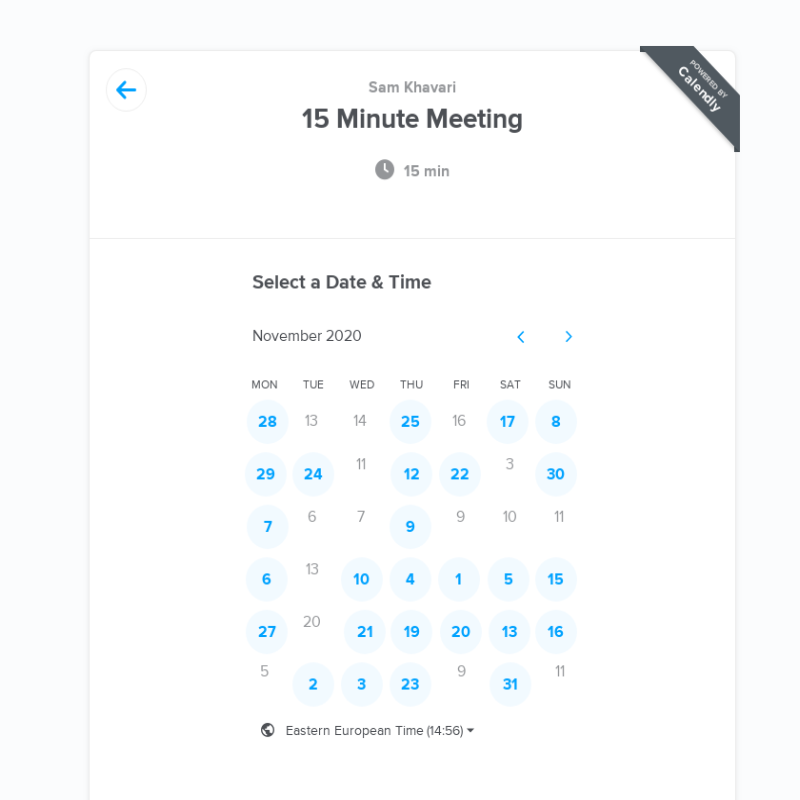 Sam Khavari
POWERED BY
Calendly
15 Minute Meeting
15 min
Select a Date & Time
November 2020
MON TUE WED THU FRI SAT SUN
28 13 14 25 16 17 8
29 24 11 12 22 3 30
7 6 7 9 9 10 11
6 13 10 4 1 5 15
27 20 21 19 20 13 16
5 2 3 23 9 31 11
Eastern European Time (14:56)